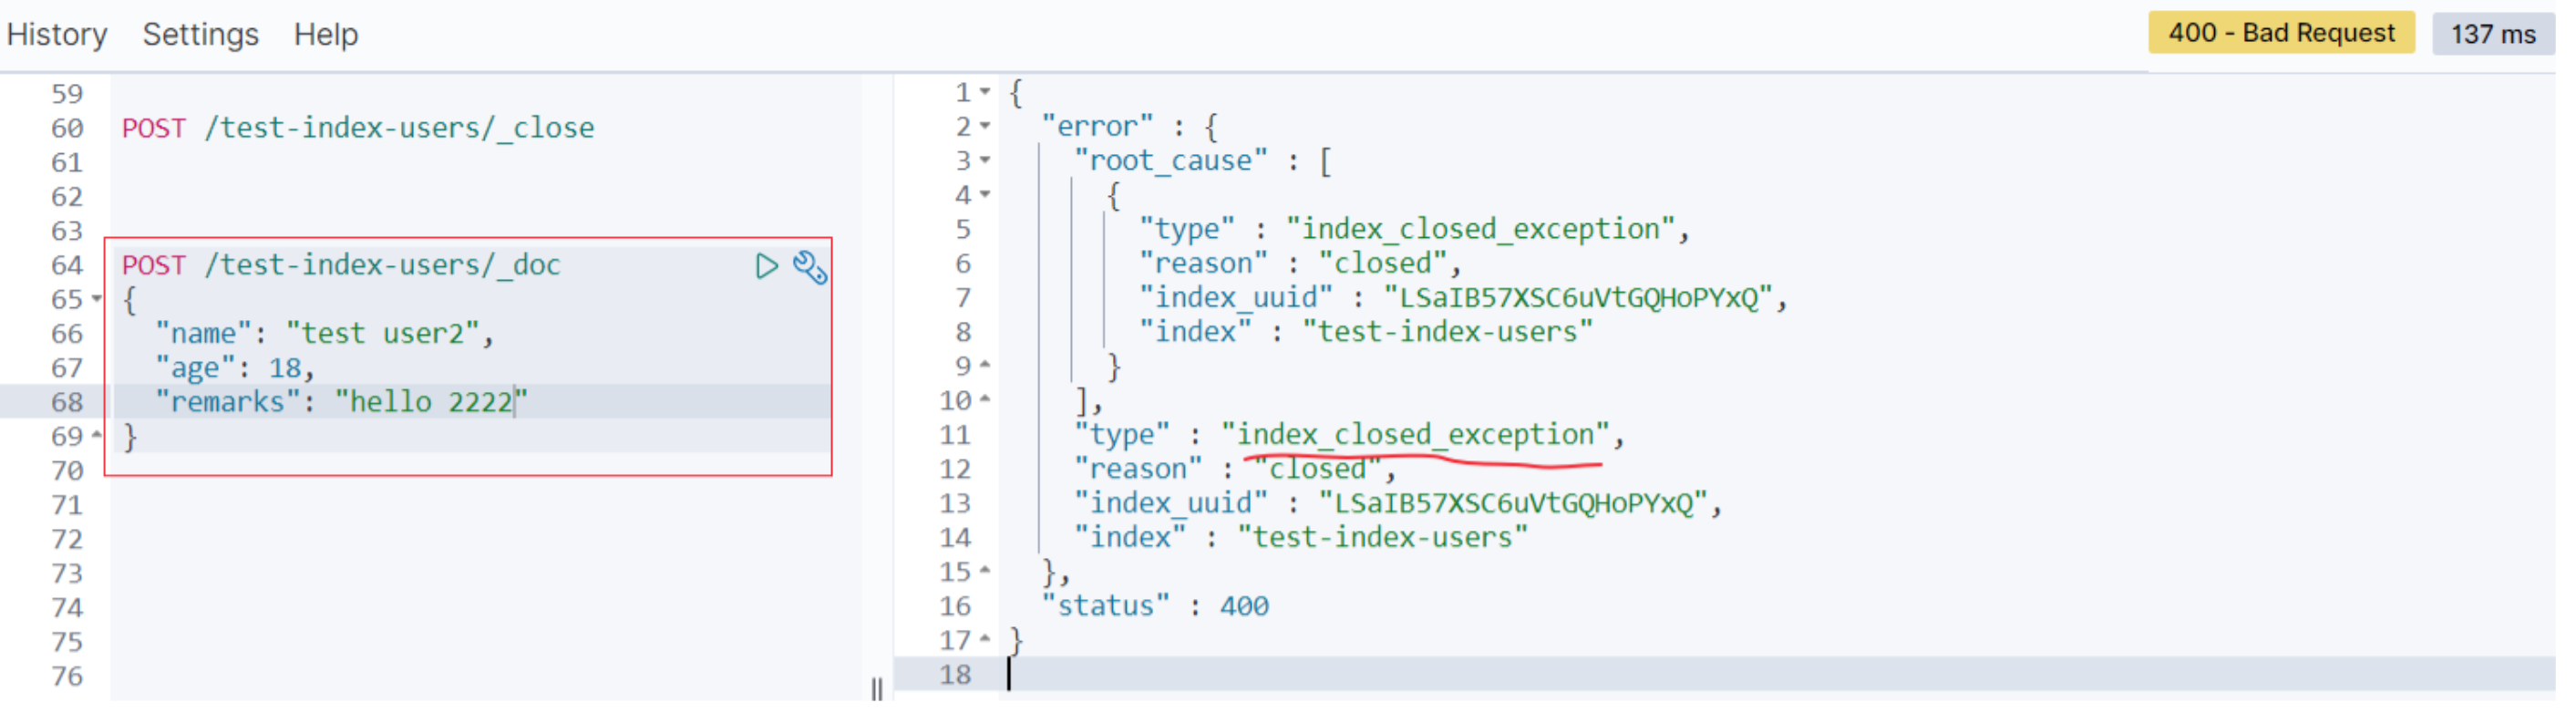 History Settings Help 400 - Bad Request 137 ms
59
60 POST /test-index-users/_close
61
62
63
64 POST /test-index-users/_doc
65 {
66 "name": "test user2",
67 "age": 18,
68 "remarks": "hello 2222"
69 }
70
71
72
73
74
75
76
1 {
2 "error" : {
3 "root_cause" : [
4 {
5 "type" : "index_closed_exception",
6 "reason" : "closed",
7 "index_uuid" : "LSaIB57XSC6uVtGQHoPYxQ",
8 "index" : "test-index-users"
9 }
10 ],
11 "type" : "index_closed_exception",
12 "reason" : "closed",
13 "index_uuid" : "LSaIB57XSC6uVtGQHoPYxQ",
14 "index" : "test-index-users"
15 },
16 "status" : 400
17 }
18